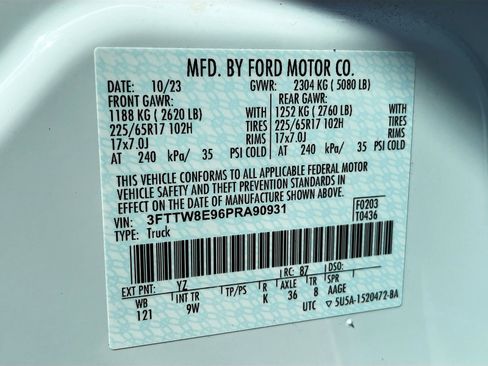 MFD. BY FORD MOTOR CO.
DATE: 10/23 GVWR: 2304 KG ( 5080 LB)
FRONT GAWR: REAR GAWR:
1188 KG ( 2620 LB) WITH 1252 KG ( 2760 LB) WITH
225/65R17 102H TIRES 225/65R17 102H TIRES
17x7.0J RIMS 17x7.0J RIMS
AT 240 kPa/ 35 PSI COLD AT 240 kPa/ 35 PSI COLD
THIS VEHICLE CONFORMS TO ALL APPLICABLE FEDERAL MOTOR
VEHICLE SAFETY AND THEFT PREVENTION STANDARDS IN
EFFECT ON THE DATE OF MANUFACTURE SHOWN ABOVE.
VIN: 3FTTW8E96PRA90931 F0203
TYPE: Truck T0436
EXT PNT: YZ RC: 87 DSO:
WB INT TR TP/PS R AXLE TR SPR
121 9W K 36 8 AAGE
UTC ▽ 5U5A-1520472-BA